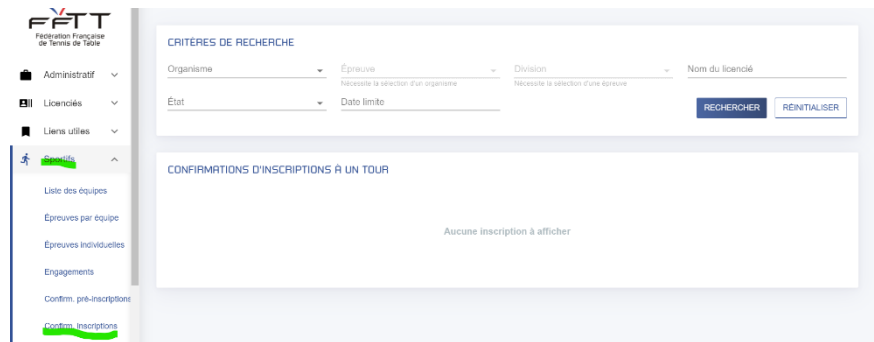 FFTT
Fédération Française
de Tennis de Table
Administratif
Licenciés
Liens utiles
Sportifs
Liste des équipes
Épreuves par équipe
Épreuves individuelles
Engagements
Confirm. pré-inscriptions
Confirm. inscriptions
CRITÈRES DE RECHERCHE
Organisme
Épreuve
Nécessite la sélection d'un organisme
Division
Nécessite la sélection d'une épreuve
Nom du licencié
État
Date limite
RECHERCHER
RÉINITIALISER
CONFIRMATIONS D'INSCRIPTIONS À UN TOUR
Aucune inscription à afficher